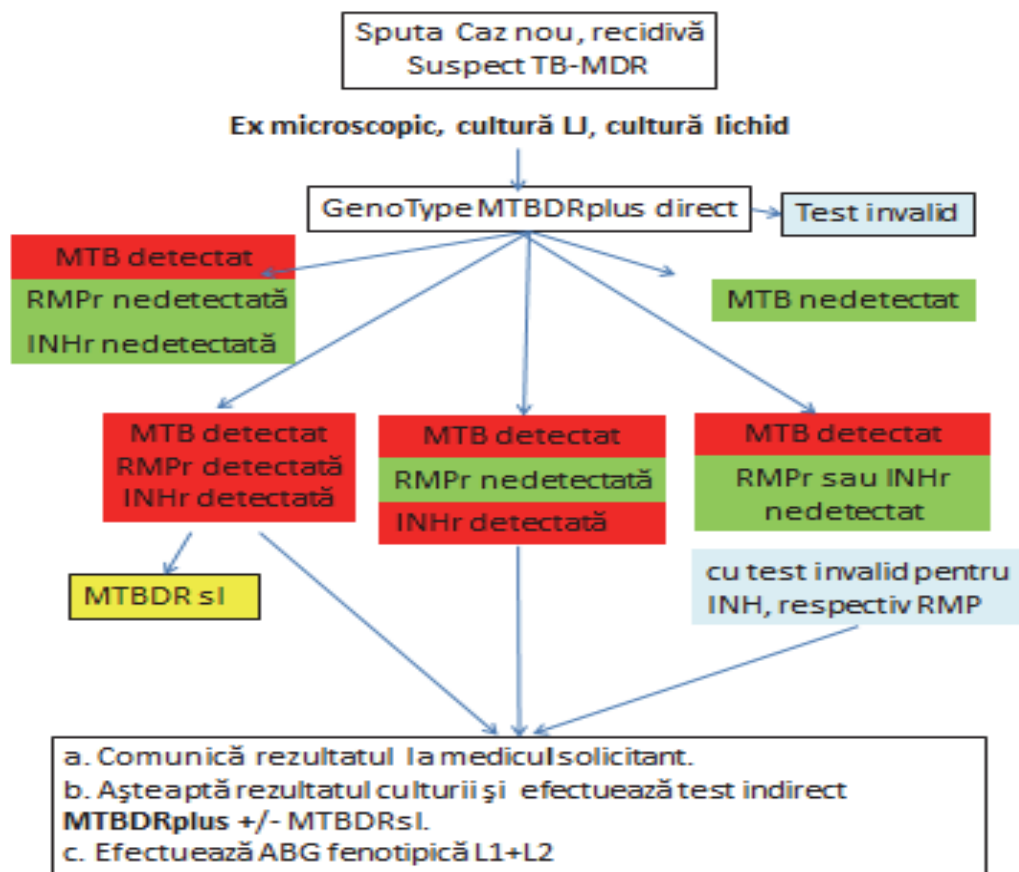 Sputa Caz nou, recidivă
Suspect TB-MDR
Ex microscopic, cultură LJ, cultură lichid
GenoType MTBDRplus direct
Test invalid
MTB detectat
RMPr nedetectată
INHr nedetectată
MTB nedetectat
MTB detectat
RMPr detectată
INHr detectată
MTB detectat
RMPr nedetectată
INHr detectată
MTB detectat
RMPr sau INHr
nedetectat
MTBDR sl
cu test invalid pentru
INH, respectiv RMP
a. Comunică rezultatul la medicul solicitant.
b. Aşteaptă rezultatul culturii şi efectuează test indirect
MTBDRplus +/- MTBDRsl.
c. Efectuează ABG fenotipică L1+L2